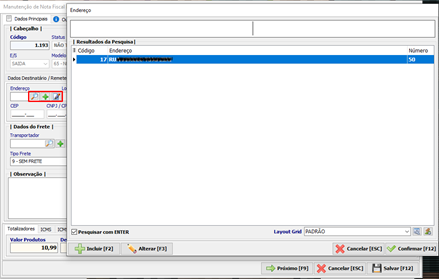 Manutenção de Nota Fiscal
Dados Principais
| Cabeçalho |
Código
Status
1.193
NÃO
E/S
Modelo
SAIDA
Dados Destinatário / Remete
Endereço
CEP
CNPJ / CP
| Dados do Frete |
Transportador
Tipo Frete
9 - SEM FRETE
| Observação |
Totalizadores
ICMS
Valor Produtos
10,99
Endereço
| Resultados da Pesquisa |
Código
Endereço
Número
17
50
Pesquisar com ENTER
Layout Grid
PADRÃO
Incluir [F2]
Alterar [F3]
Cancelar [ESC]
Confirmar [F12]
Próximo [F9]
Cancelar [ESC]
Salvar [F12]